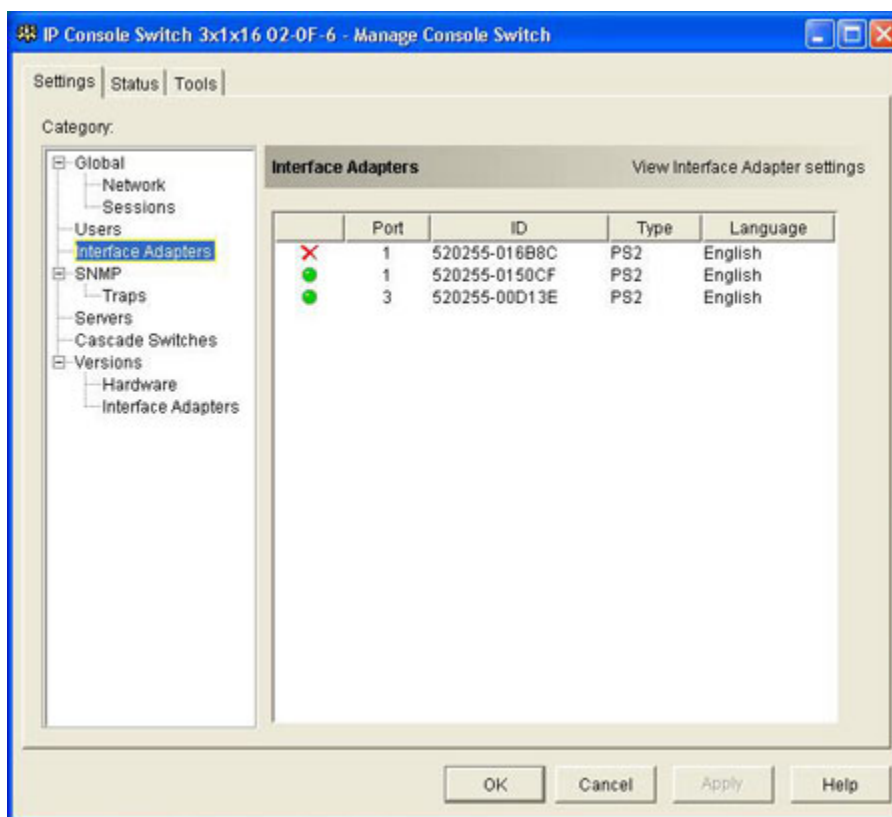 IP Console Switch 3x1x16 02-0F-6 - Manage Console Switch
Settings Status Tools
Category:
Global
Network
Sessions
Users
Interface Adapters
SNMP
Traps
Servers
Cascade Switches
Versions
Hardware
Interface Adapters
Interface Adapters View Interface Adapter settings
Port ID Type Language
1 520255-016B8C PS2 English
1 520255-0150CF PS2 English
3 520255-00D13E PS2 English
OK Cancel Apply Help